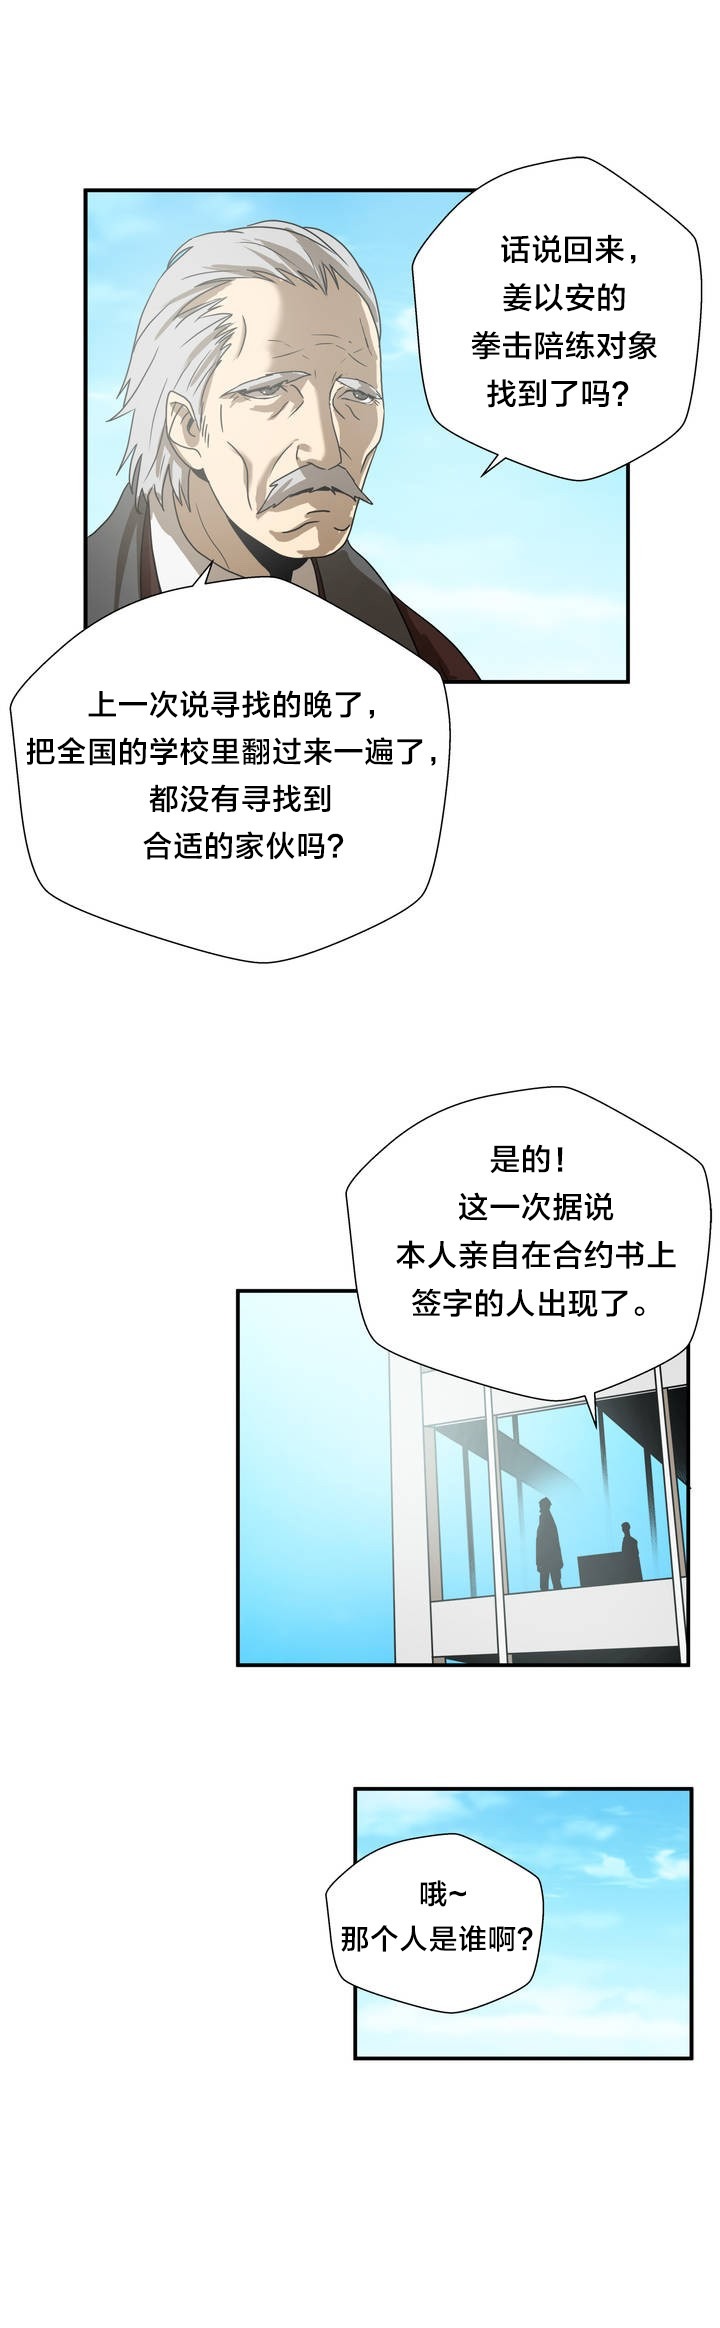 话说回来，
姜以安的
拳击陪练对象
找到了吗？
上一次说寻找的晚了，
把全国的学校里翻过来一遍了，
都没有寻找到
合适的家伙吗？
是的！
这一次据说
本人亲自在合约书上
签字的人出现了。
哦~
那个人是谁啊？